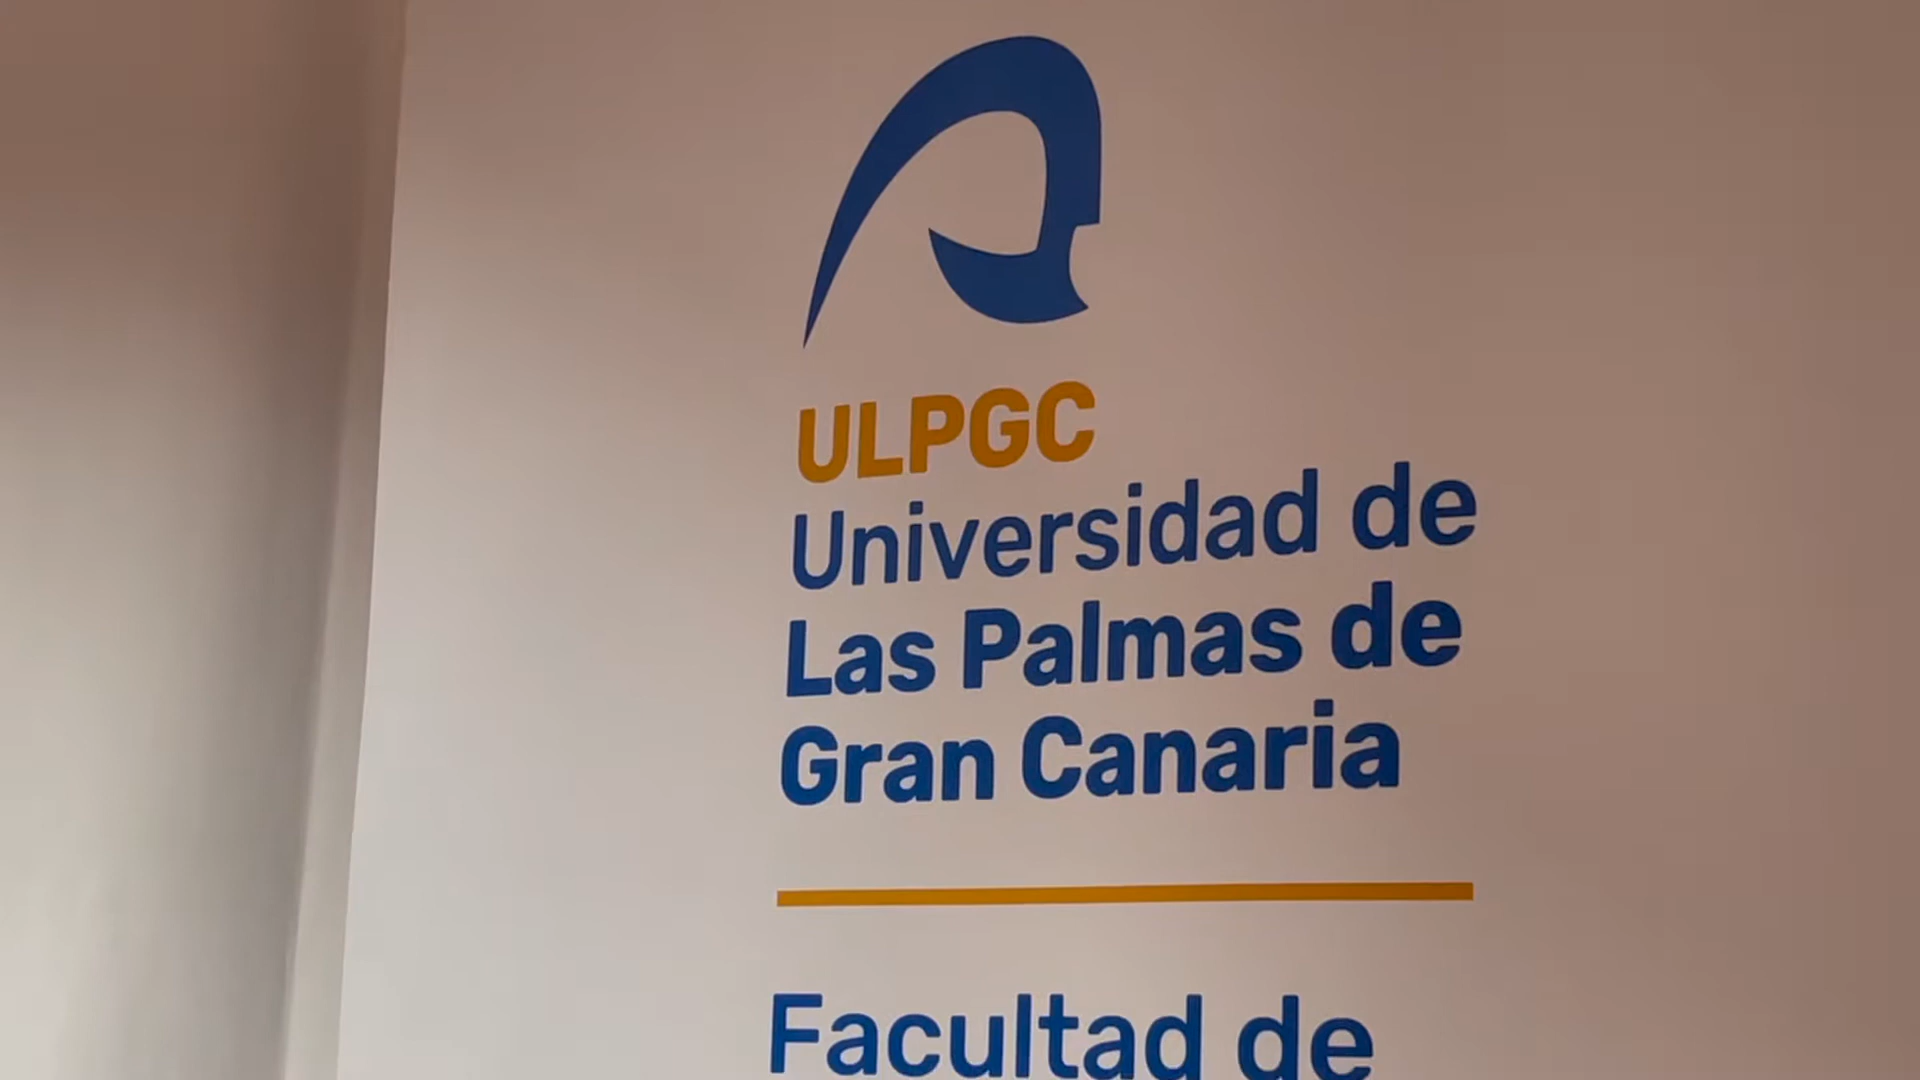 ULPGC
Universidad de
Las Palmas de
Gran Canaria
Facultad de